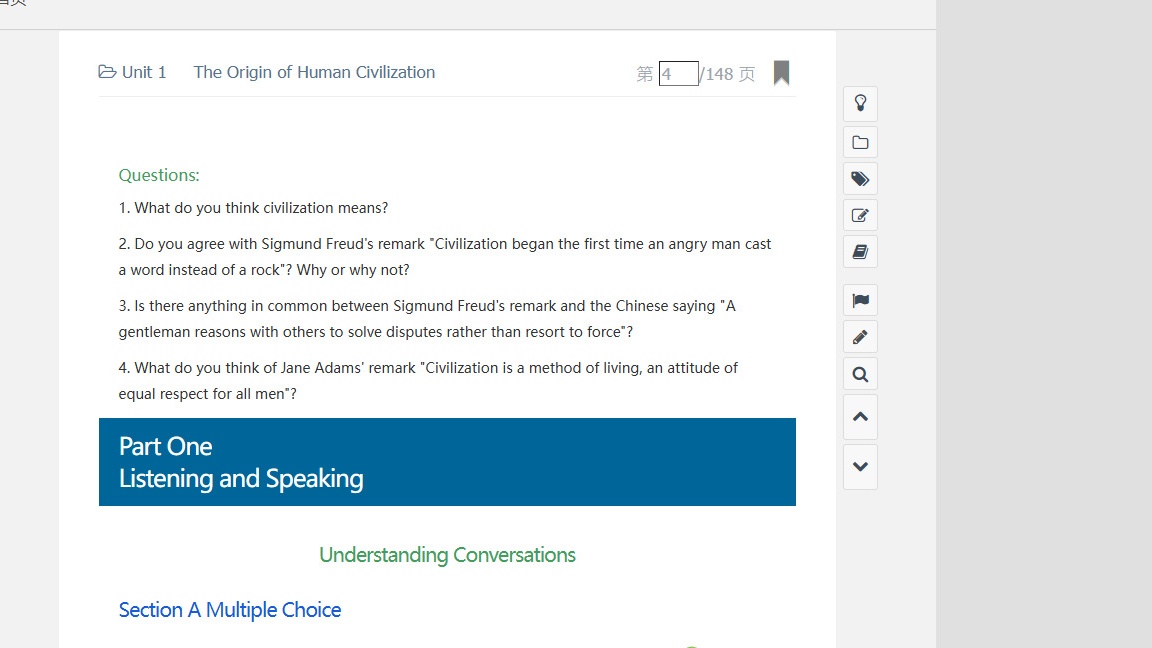 Unit 1 The Origin of Human Civilization 第 4 /148 页
Questions:
1. What do you think civilization means?
2. Do you agree with Sigmund Freud's remark "Civilization began the first time an angry man cast
a word instead of a rock"? Why or why not?
3. Is there anything in common between Sigmund Freud's remark and the Chinese saying "A
gentleman reasons with others to solve disputes rather than resort to force"?
4. What do you think of Jane Adams' remark "Civilization is a method of living, an attitude of
equal respect for all men"?
Part One
Listening and Speaking
Understanding Conversations
Section A Multiple Choice